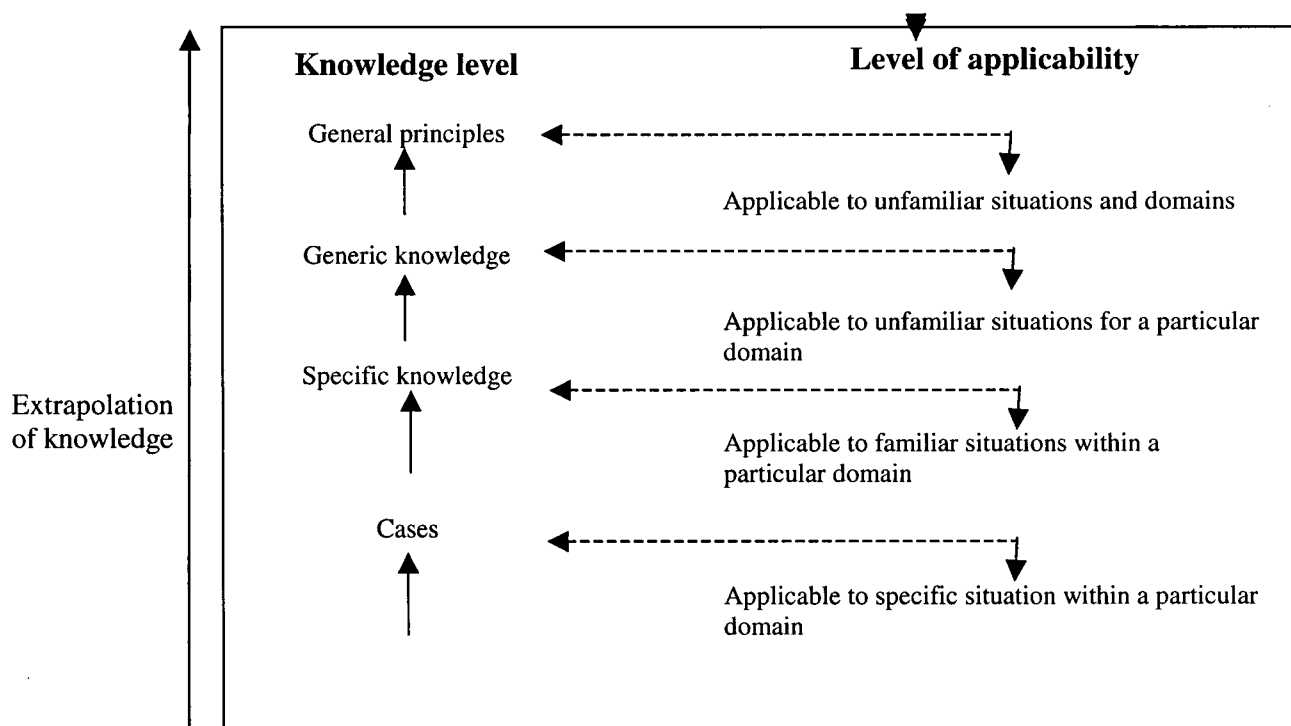 Knowledge level
Level of applicability
General principles
Applicable to unfamiliar situations and domains
Generic knowledge
Applicable to unfamiliar situations for a particular
domain
Specific knowledge
Extrapolation
of knowledge
Applicable to familiar situations within a
particular domain
Cases
Applicable to specific situation within a particular
domain